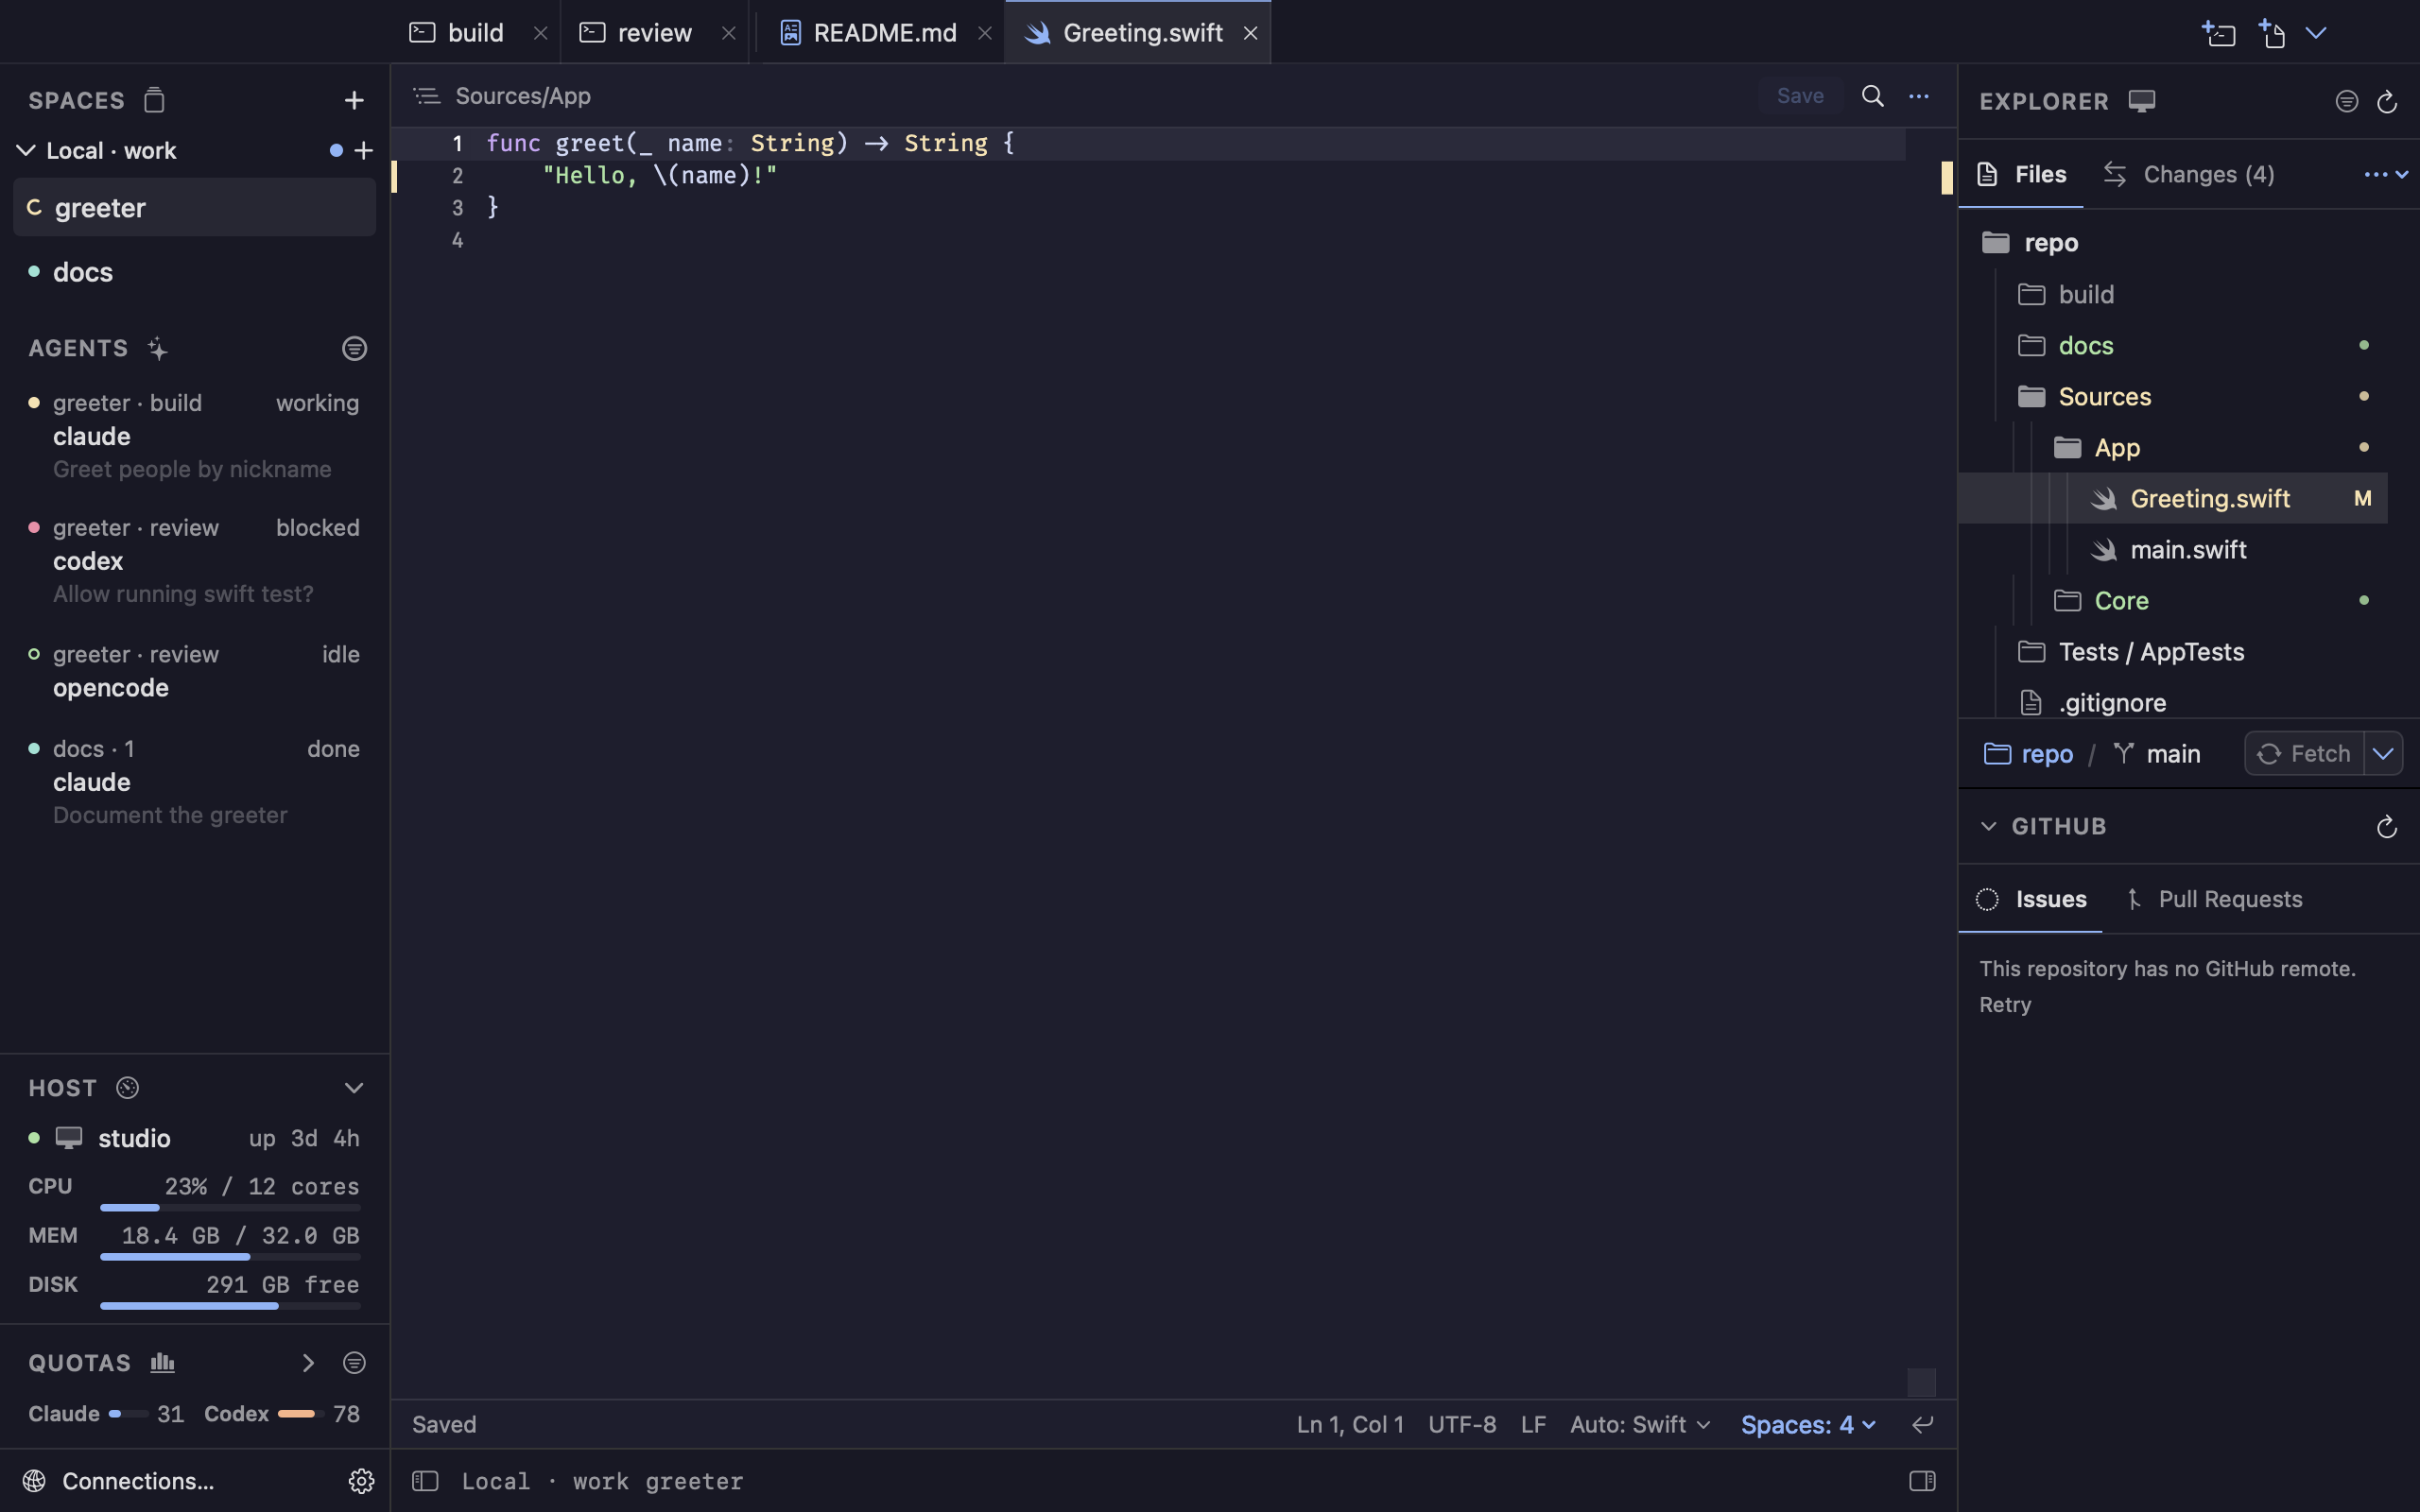 build
review
README.md
Greeting.swift
SPACES
Local · work
greeter
docs
AGENTS
greeter · build working
claude
Greet people by nickname
greeter · review blocked
codex
Allow running swift test?
greeter · review idle
opencode
docs · 1 done
claude
Document the greeter
HOST
studio up 3d 4h
CPU 23% / 12 cores
MEM 18.4 GB / 32.0 GB
DISK 291 GB free
QUOTAS
Claude 31 Codex 78
Connections...
Sources/App
Save
1 func greet(_ name: String) -> String {
2 "Hello, \(name)!"
3 }
4
Saved
Ln 1, Col 1 UTF-8 LF Auto: Swift Spaces: 4
Local · work greeter
EXPLORER
Files Changes (4)
repo
build
docs
Sources
App
Greeting.swift M
main.swift
Core
Tests / AppTests
.gitignore
repo / main Fetch
GITHUB
Issues Pull Requests
This repository has no GitHub remote.
Retry